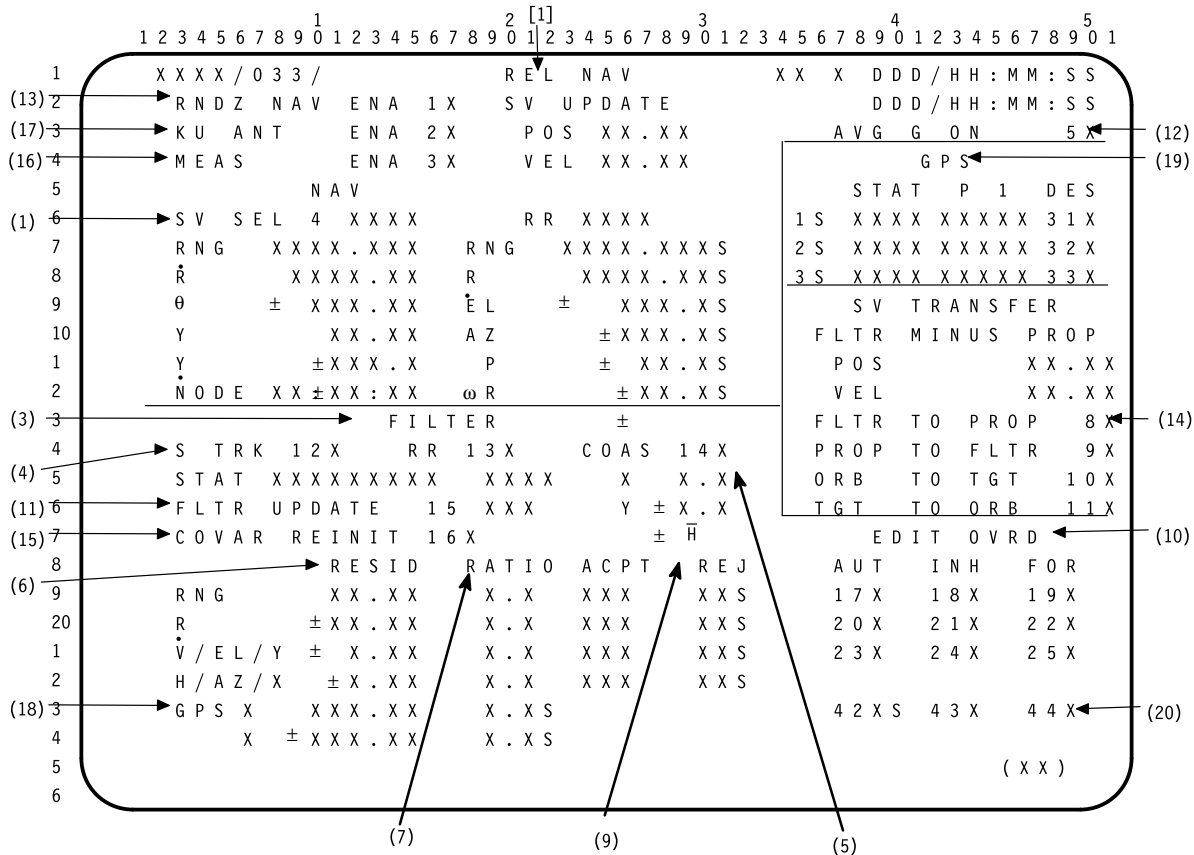 [1]
1 2 3 4 5
1 2 3 4 5 6 7 8 9 0 1 2 3 4 5 6 7 8 9 0 1 2 3 4 5 6 7 8 9 0 1 2 3 4 5 6 7 8 9 0 1 2 3 4 5 6 7 8 9 0 1
1 XXXX/033/ REL NAV XX X DDD/HH:MM:SS
(13) 2 RNDZ NAV ENA 1X SV UPDATE DDD/HH:MM:SS
(17) 3 KU ANT ENA 2X POS XX.XX AVG G ON 5X (12)
(16) 4 MEAS ENA 3X VEL XX.XX GPS (19)
5 NAV STAT P 1 DES
(1) 6 SV SEL 4 XXXX RR XXXX 1S XXXX XXXXX 31X
7 RNG XXXX.XXX RNG XXXX.XXXS 2S XXXX XXXXX 32X
8 Ṙ XXXX.XX R XXXX.XXS 3S XXXX XXXXX 33X
9 θ ± XXX.XX ĖL ± XXX.XS SV TRANSFER
10 Y XX.XX AZ ±XXX.XS FLTR MINUS PROP
1 Y ±XXX.X P ± XX.XS POS XX.XX
2 Ṅ ODE XX±XX:XX ωR ±XX.XS VEL XX.XX
(3) 3 FILTER ± FLTR TO PROP 8X (14)
(4) 4 S TRK 12X RR 13X COAS 14X PROP TO FLTR 9X
5 STAT XXXXXXXXX XXXX X X.X ORB TO TGT 10X
(11) 6 FLTR UPDATE 15 XXX Y ±X.X TGT TO ORB 11X
(15) 7 COVAR REINIT 16X ± H̅ EDIT OVRD (10)
(6) 8 RESID RATIO ACPT REJ AUT INH FOR
9 RNG XX.XX X.X XXX XXS 17X 18X 19X
20 R ±XX.XX X.X XXX XXS 20X 21X 22X
1 V̇/EL/Y ± X.XX X.X XXX XXS 23X 24X 25X
2 H/AZ/X ±X.XX X.X XXX XXS
(18) 3 GPS X XXX.XX X.XS 42XS 43X 44X (20)
4 X ±XXX.XX X.XS
5 (XX)
6
(7) (9) (5)